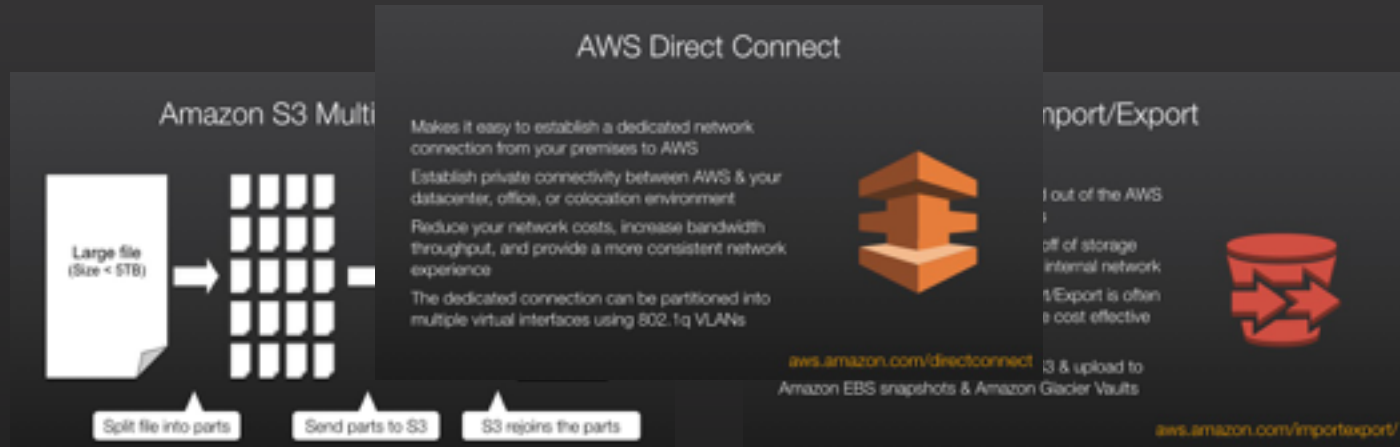 AWS Direct Connect
Makes it easy to establish a dedicated network
connection from your premises to AWS
Establish private connectivity between AWS & your
datacenter, office, or colocation environment
Reduce your network costs, increase bandwidth
throughput, and provide a more consistent network
experience
The dedicated connection can be partitioned into
multiple virtual interfaces using 802.1q VLANs
aws.amazon.com/directconnect
Amazon S3 Multi
Large file
(Size < 5TB)
Split file into parts
Send parts to S3
S3 rejoins the parts
mport/Export
out of the AWS
off of storage
internal network
rt/Export is often
cost effective
S3 & upload to
Amazon EBS snapshots & Amazon Glacier Vaults
aws.amazon.com/importexport/